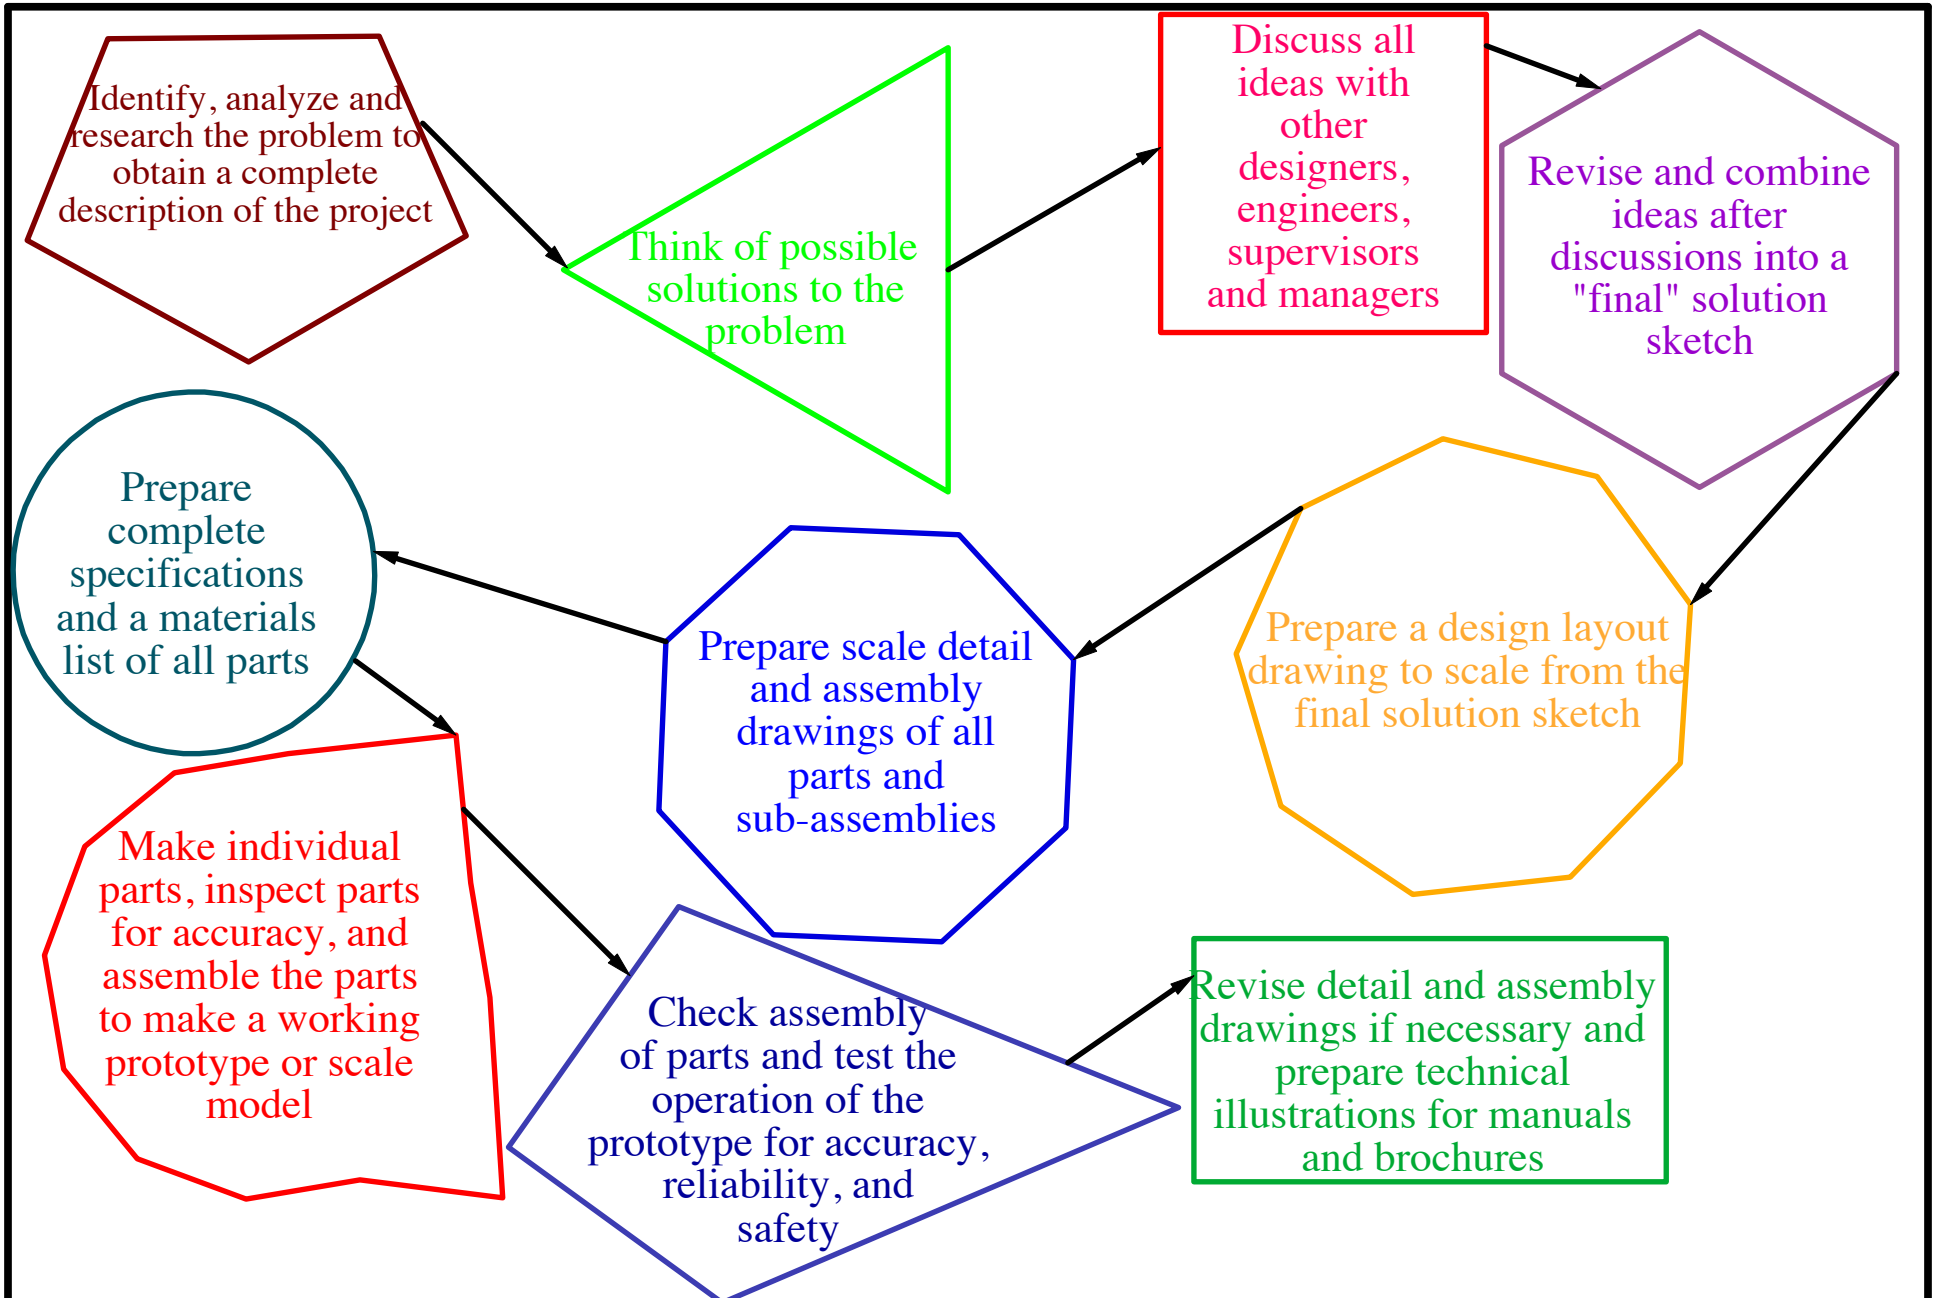 Identify, analyze and
research the problem to
obtain a complete
description of the project
Think of possible
solutions to the
problem
Discuss all
ideas with
other
designers,
engineers,
supervisors
and managers
Revise and combine
ideas after
discussions into a
"final" solution
sketch
Prepare a design layout
drawing to scale from the
final solution sketch
Prepare scale detail
and assembly
drawings of all
parts and
sub-assemblies
Prepare
complete
specifications
and a materials
list of all parts
Make individual
parts, inspect parts
for accuracy, and
assemble the parts
to make a working
prototype or scale
model
Check assembly
of parts and test the
operation of the
prototype for accuracy,
reliability, and
safety
Revise detail and assembly
drawings if necessary and
prepare technical
illustrations for manuals
and brochures